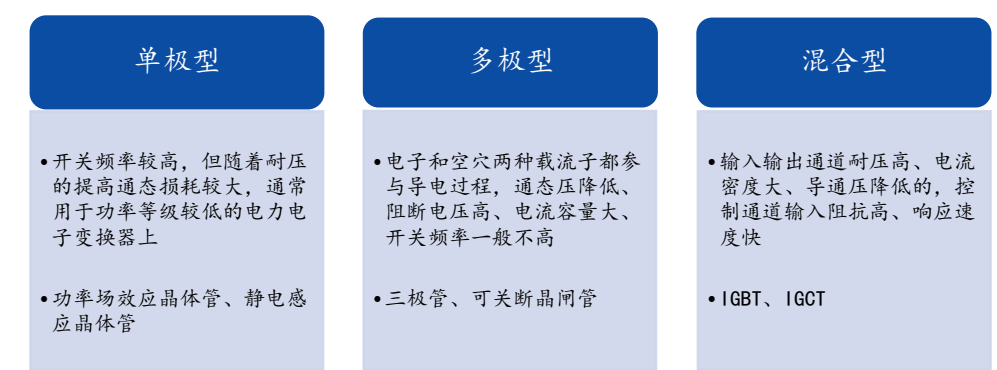 单极型
•开关频率较高，但随着耐压
的提高通态损耗较大，通常
用于功率等级较低的电力电
子变换器上
•功率场效应晶体管、静电感
应晶体管
多极型
•电子和空穴两种载流子都参
与导电过程，通态压降低、
阻断电压高、电流容量大、
开关频率一般不高
•三极管、可关断晶闸管
混合型
•输入输出通道耐压高、电流
密度大、导通压降低的，控
制通道输入阻抗高、响应速
度快
•IGBT、IGCT